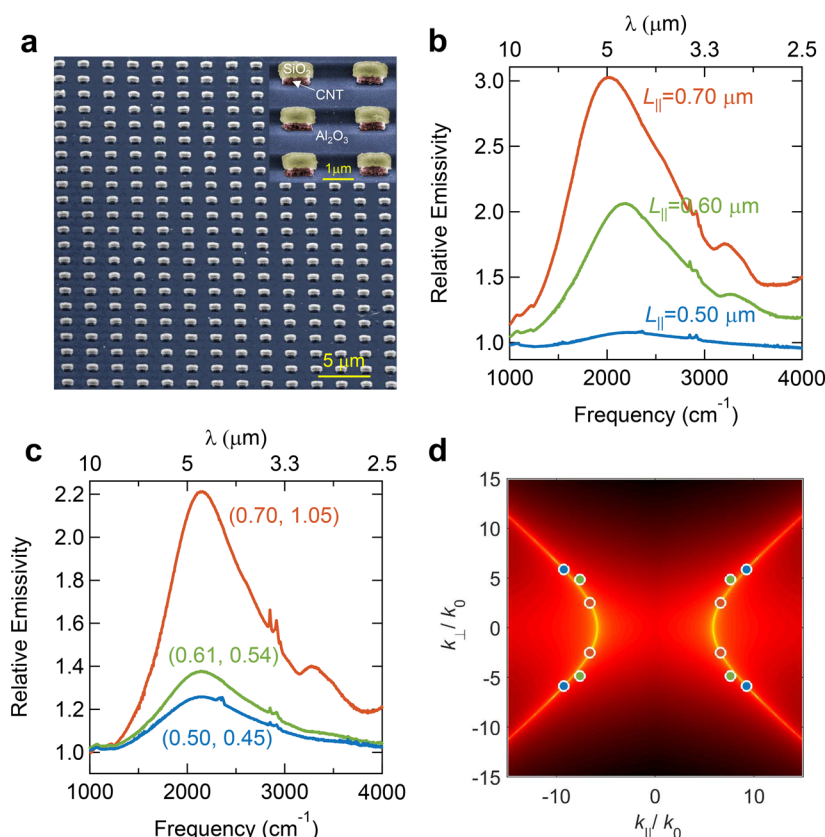 a
SiO₂
CNT
Al₂O₃
1μm
5 μm
b
λ (μm)
10 5 3.3 2.5
3.0
2.5
2.0
1.5
1.0
Relative Emissivity
L||=0.70 μm
L||=0.60 μm
L||=0.50 μm
1000 2000 3000 4000
Frequency (cm⁻¹)
c
λ (μm)
10 5 3.3 2.5
2.2
2.0
1.8
1.6
1.4
1.2
1.0
Relative Emissivity
(0.70, 1.05)
(0.61, 0.54)
(0.50, 0.45)
1000 2000 3000 4000
Frequency (cm⁻¹)
d
15
10
5
0
-5
-10
-15
k⊥/ k₀
-10 0 10
k||/ k₀